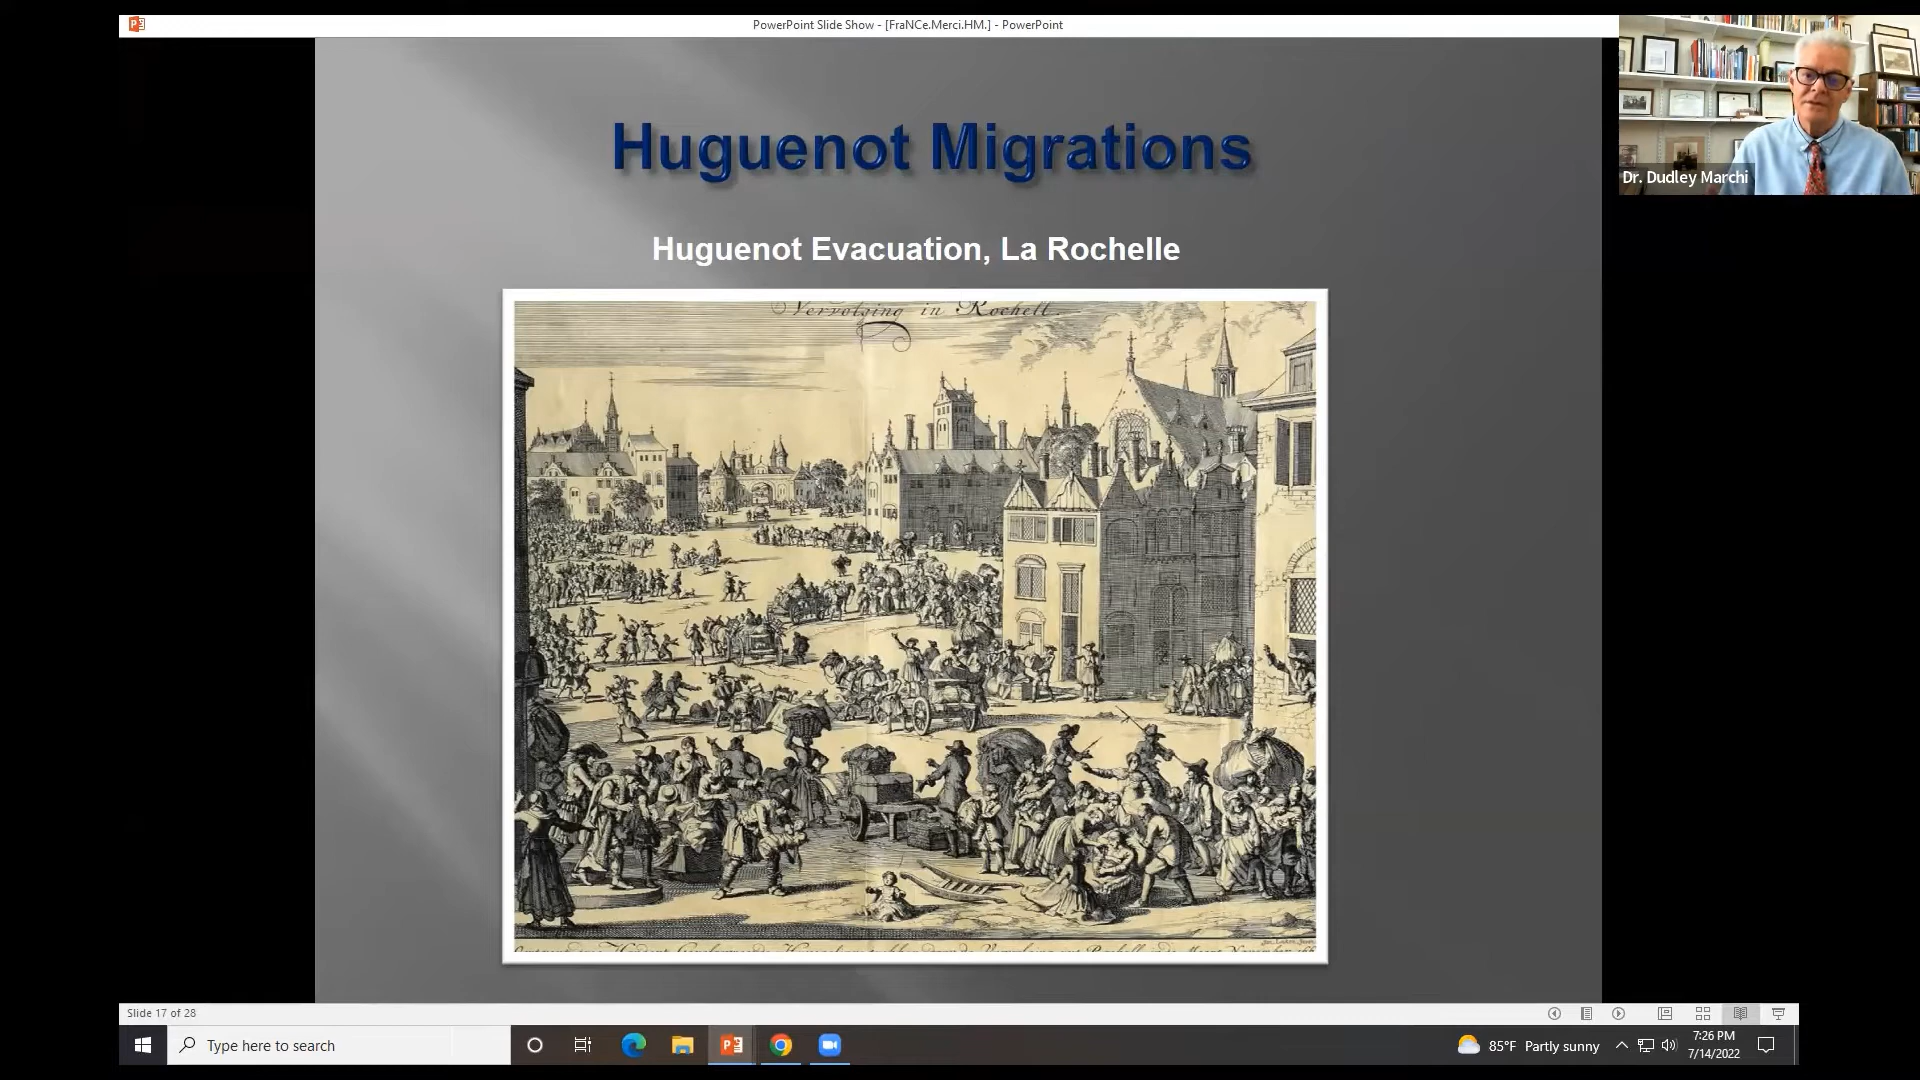 PowerPoint Slide Show - [FraNCe.Merci.HM.] - PowerPoint
Huguenot Migrations
Huguenot Evacuation, La Rochelle
Vervolging in Rochell.
Dr. Dudley Marchi
Slide 17 of 28
Type here to search
85°F Partly sunny
7:26 PM
7/14/2022